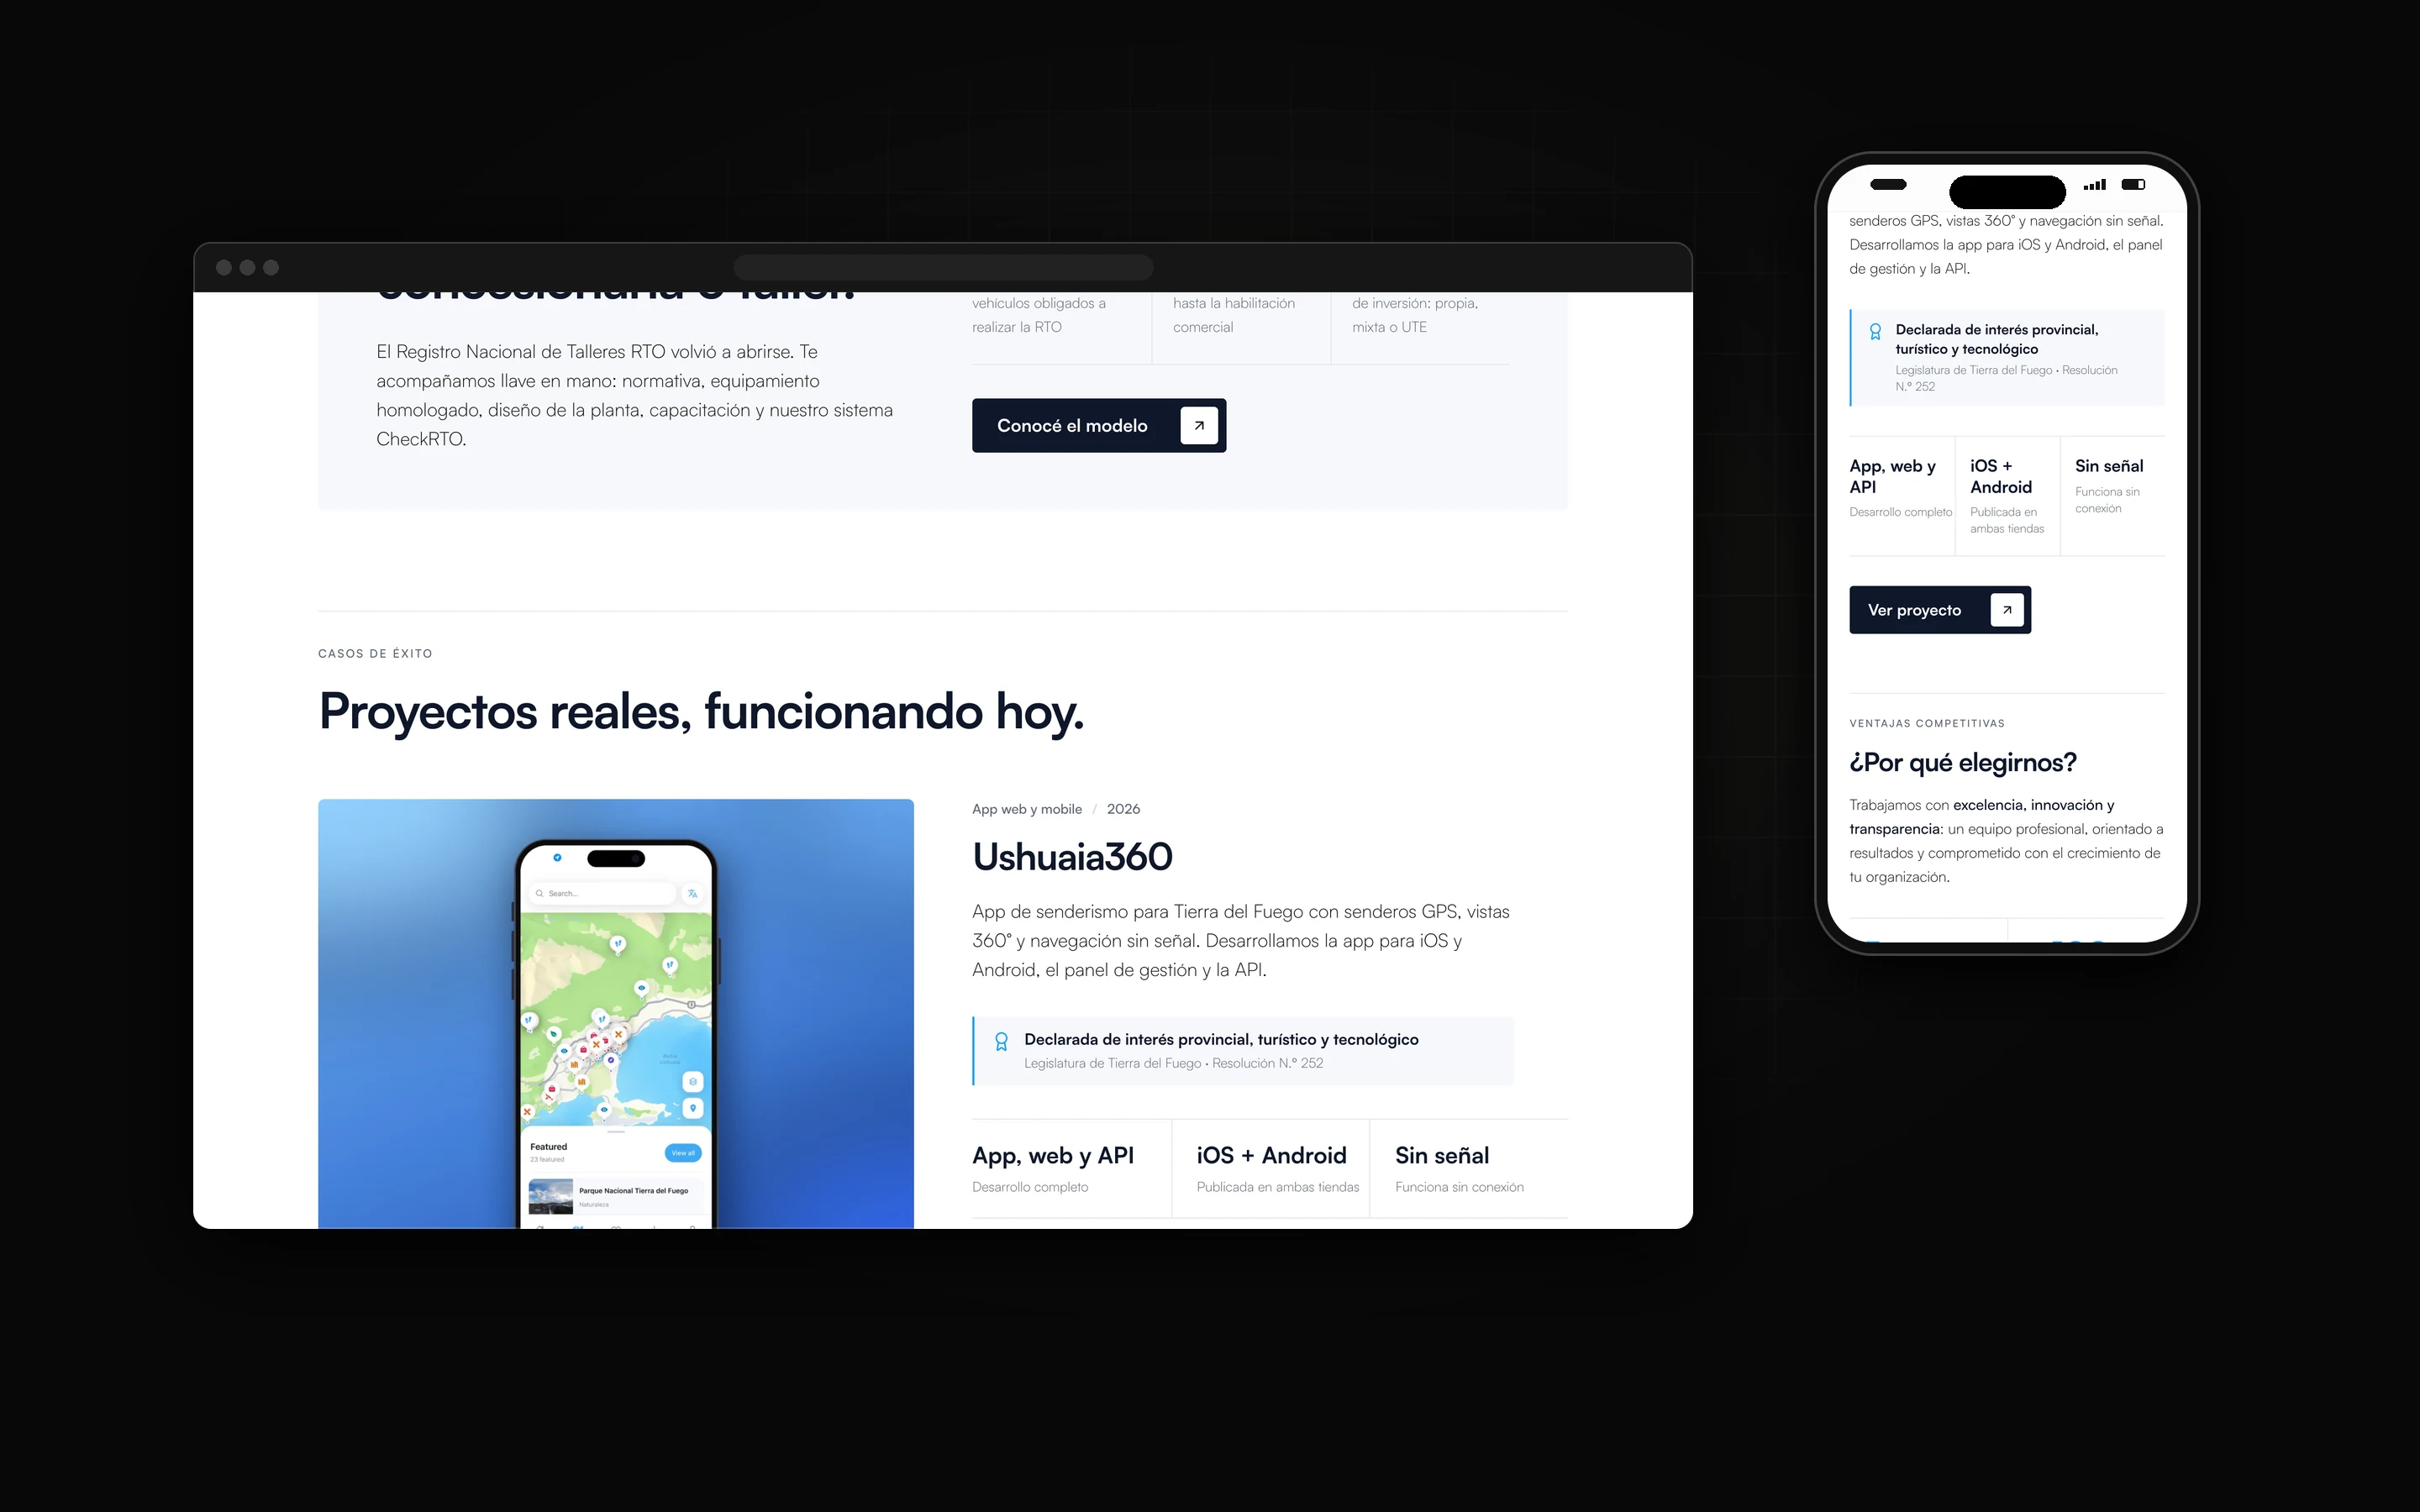 vehículos obligados a
realizar la RTO
hasta la habilitación
comercial
de inversión: propia,
mixta o UTE
El Registro Nacional de Talleres RTO volvió a abrirse. Te
acompañamos llave en mano: normativa, equipamiento
homologado, diseño de la planta, capacitación y nuestro sistema
CheckRTO.
Conocé el modelo
CASOS DE ÉXITO
Proyectos reales, funcionando hoy.
Search...
Featured
23 featured
View all
Parque Nacional Tierra del Fuego
Naturaleza
App web y mobile / 2026
Ushuaia360
App de senderismo para Tierra del Fuego con senderos GPS, vistas
360° y navegación sin señal. Desarrollamos la app para iOS y
Android, el panel de gestión y la API.
Declarada de interés provincial, turístico y tecnológico
Legislatura de Tierra del Fuego · Resolución N.º 252
App, web y API
Desarrollo completo
iOS + Android
Publicada en ambas tiendas
Sin señal
Funciona sin conexión
senderos GPS, vistas 360° y navegación sin señal.
Desarrollamos la app para iOS y Android, el panel
de gestión y la API.
Declarada de interés provincial,
turístico y tecnológico
Legislatura de Tierra del Fuego · Resolución
N.º 252
App, web y
API
Desarrollo completo
iOS +
Android
Publicada en
ambas tiendas
Sin señal
Funciona sin
conexión
Ver proyecto
VENTAJAS COMPETITIVAS
¿Por qué elegirnos?
Trabajamos con excelencia, innovación y
transparencia: un equipo profesional, orientado a
resultados y comprometido con el crecimiento de
tu organización.